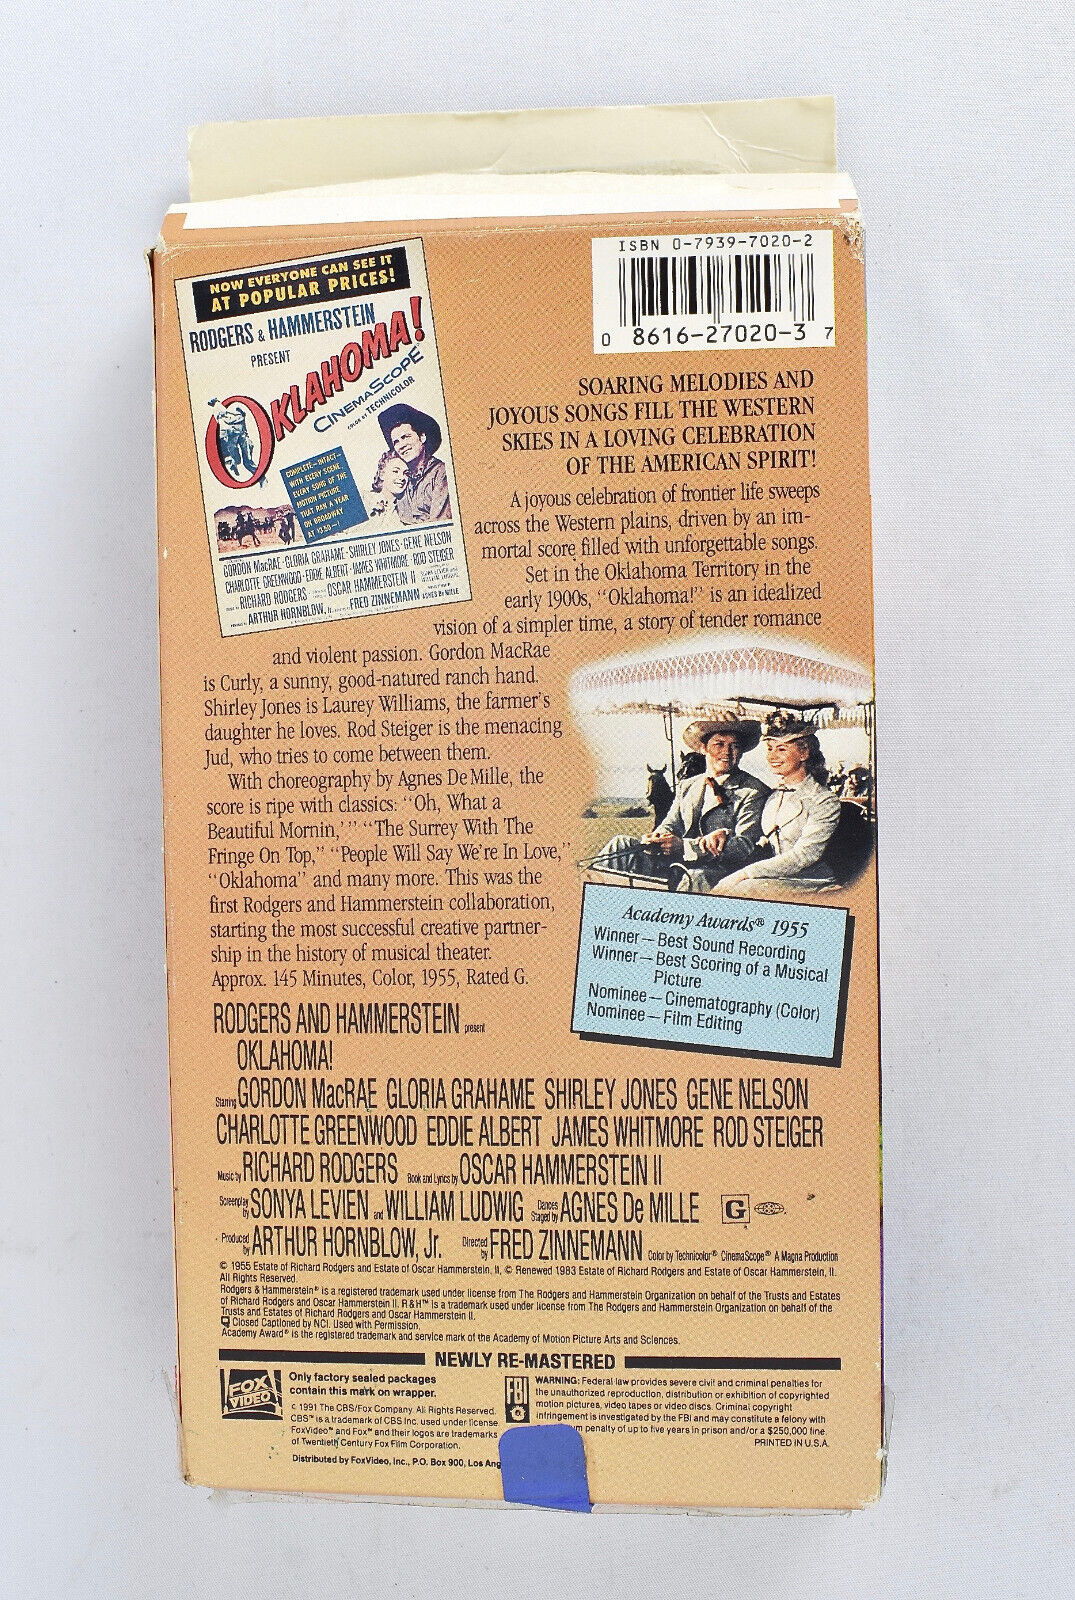 ISBN 0-7939-7020-2
0 8616-27020-3 7
NOW EVERYONE CAN SEE IT
AT POPULAR PRICES!
RODGERS & HAMMERSTEIN
PRESENT
OKLAHOMA!
CINEMASCOPE
COLOR BY TECHNICOLOR
COMPLETE—INTACT—
WITH EVERY SCENE,
EVERY SONG OF THE
MOTION PICTURE
THAT RAN A YEAR
ON BROADWAY
AT $3.50—!
GORDON MacRAE · GLORIA GRAHAME · SHIRLEY JONES · GENE NELSON
CHARLOTTE GREENWOOD · EDDIE ALBERT · JAMES WHITMORE · ROD STEIGER
RICHARD RODGERS OSCAR HAMMERSTEIN II
ARTHUR HORNBLOW, Jr. FRED ZINNEMANN AGNES De MILLE
SOARING MELODIES AND
JOYOUS SONGS FILL THE WESTERN
SKIES IN A LOVING CELEBRATION
OF THE AMERICAN SPIRIT!
A joyous celebration of frontier life sweeps
across the Western plains, driven by an im-
mortal score filled with unforgettable songs.
Set in the Oklahoma Territory in the
early 1900s, "Oklahoma!" is an idealized
vision of a simpler time, a story of tender romance
and violent passion. Gordon MacRae
is Curly, a sunny, good-natured ranch hand.
Shirley Jones is Laurey Williams, the farmer's
daughter he loves. Rod Steiger is the menacing
Jud, who tries to come between them.
With choreography by Agnes De Mille, the
score is ripe with classics: "Oh, What a
Beautiful Mornin,'" "The Surrey With The
Fringe On Top," "People Will Say We're In Love,"
"Oklahoma" and many more. This was the
first Rodgers and Hammerstein collaboration,
starting the most successful creative partner-
ship in the history of musical theater.
Approx. 145 Minutes, Color, 1955, Rated G.
Academy Awards® 1955
Winner—Best Sound Recording
Winner—Best Scoring of a Musical
Picture
Nominee—Cinematography (Color)
Nominee—Film Editing
RODGERS AND HAMMERSTEIN present
OKLAHOMA!
Starring GORDON MacRAE GLORIA GRAHAME SHIRLEY JONES GENE NELSON
CHARLOTTE GREENWOOD EDDIE ALBERT JAMES WHITMORE ROD STEIGER
Music by RICHARD RODGERS Book and Lyrics by OSCAR HAMMERSTEIN II
Screenplay by SONYA LEVIEN and WILLIAM LUDWIG Dances Staged by AGNES De MILLE G
Produced by ARTHUR HORNBLOW, Jr. Directed by FRED ZINNEMANN Color by Technicolor® CinemaScope® A Magna Production
© 1955 Estate of Richard Rodgers and Estate of Oscar Hammerstein, II, © Renewed 1983 Estate of Richard Rodgers and Estate of Oscar Hammerstein, II.
All Rights Reserved.
Rodgers & Hammerstein® is a registered trademark used under license from The Rodgers and Hammerstein Organization on behalf of the Trusts and Estates
of Richard Rodgers and Oscar Hammerstein II. R&H™ is a trademark used under license from The Rodgers and Hammerstein Organization on behalf of the
Trusts and Estates of Richard Rodgers and Oscar Hammerstein II.
Closed Captioned by NCI. Used with Permission.
Academy Award® is the registered trademark and service mark of the Academy of Motion Picture Arts and Sciences.
NEWLY RE-MASTERED
FOX
VIDEO
Only factory sealed packages
contain this mark on wrapper.
© 1991 The CBS/Fox Company. All Rights Reserved.
CBS™ is a trademark of CBS Inc. used under license.
FoxVideo™ and Fox™ and their logos are trademarks
of Twentieth Century Fox Film Corporation.
Distributed by FoxVideo, Inc., P.O. Box 900, Los Ang
FBI
WARNING: Federal law provides severe civil and criminal penalties for
the unauthorized reproduction, distribution or exhibition of copyrighted
motion pictures, video tapes or video discs. Criminal copyright
infringement is investigated by the FBI and may constitute a felony with
m penalty of up to five years in prison and/or a $250,000 fine.
PRINTED IN U.S.A.